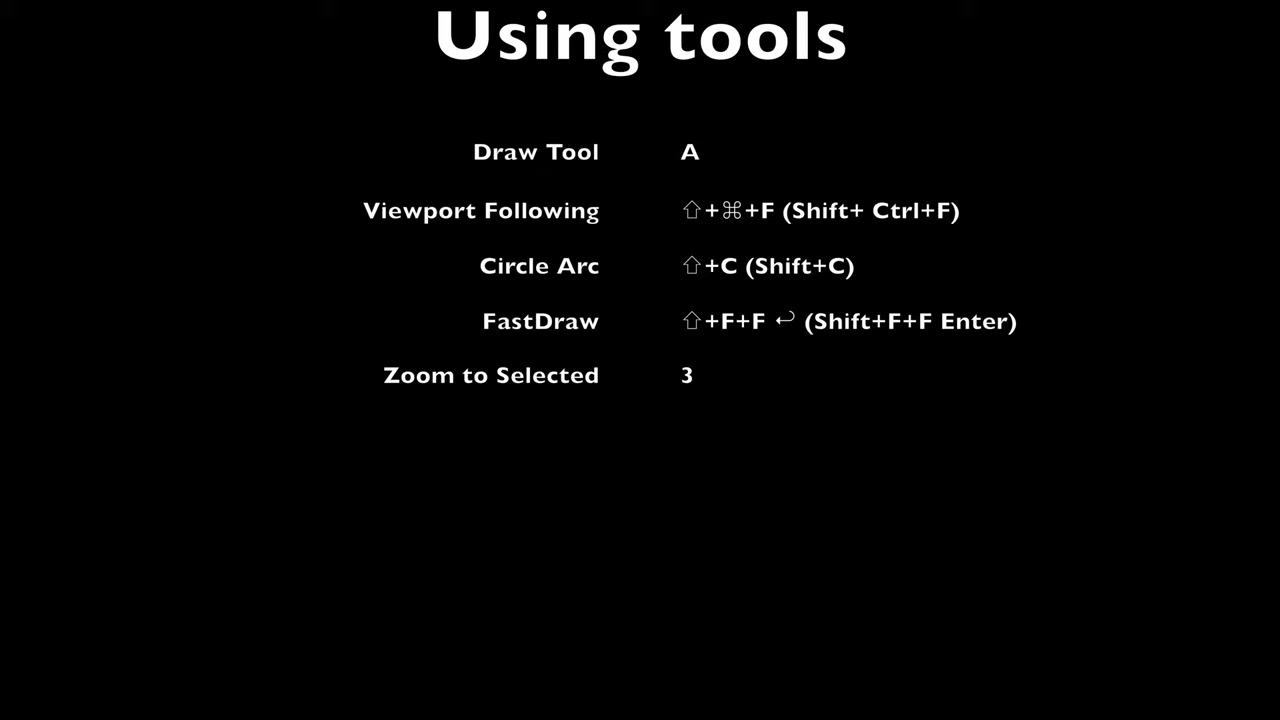 Using tools
Draw Tool A
Viewport Following ⇧+⌘+F (Shift+ Ctrl+F)
Circle Arc ⇧+C (Shift+C)
FastDraw ⇧+F+F ↩ (Shift+F+F Enter)
Zoom to Selected 3